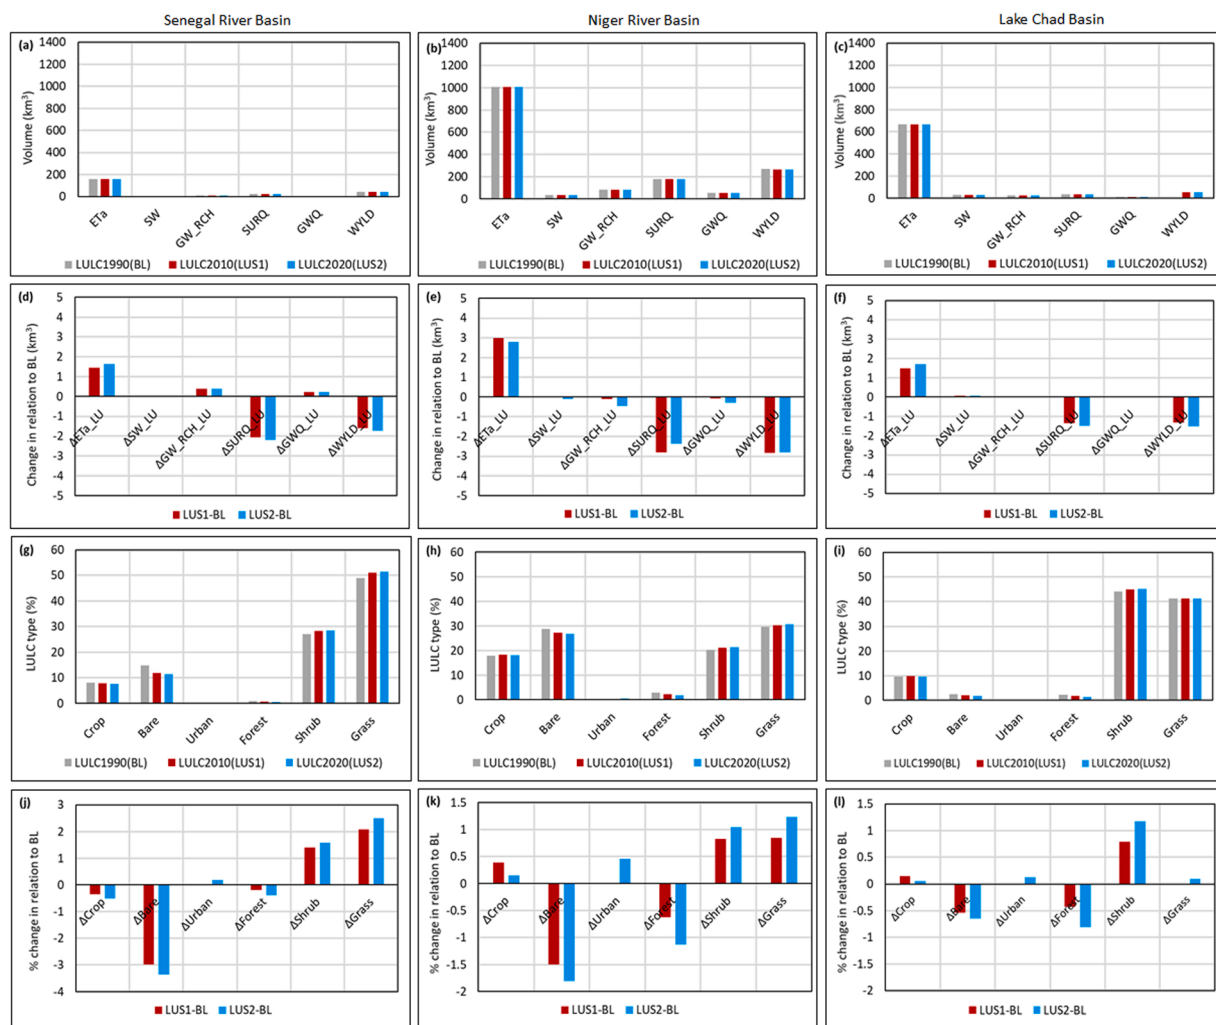 Senegal River Basin
Niger River Basin
Lake Chad Basin
(a)
1400
1200
1000
800
600
400
200
0
Volume (km³)
ETa
SW
GW_RCH
SURQ
GWQ
WYLD
LULC1990(BL)
LULC2010(LUS1)
LULC2020(LUS2)
(b)
1400
1200
1000
800
600
400
200
0
Volume (km³)
ETa
SW
GW_RCH
SURQ
GWQ
WYLD
LULC1990(BL)
LULC2010(LUS1)
LULC2020(LUS2)
(c)
1400
1200
1000
800
600
400
200
0
Volume (km³)
ETa
SW
GW_RCH
SURQ
GWQ
WYLD
LULC1990(BL)
LULC2010(LUS1)
LULC2020(LUS2)
(d)
5
4
3
2
1
0
-1
-2
-3
-4
-5
Change in relation to BL (km³)
ΔETa_LU
ΔSW_LU
ΔGW_RCH_LU
ΔSURQ_LU
ΔGWQ_LU
ΔWYLD_LU
LUS1-BL
LUS2-BL
(e)
5
4
3
2
1
0
-1
-2
-3
-4
-5
Change in relation to BL (km³)
ΔETa_LU
ΔSW_LU
ΔGW_RCH_LU
ΔSURQ_LU
ΔGWQ_LU
ΔWYLD_LU
LUS1-BL
LUS2-BL
(f)
5
4
3
2
1
0
-1
-2
-3
-4
-5
Change in relation to BL (km³)
ΔETa_LU
ΔSW_LU
ΔGW_RCH_LU
ΔSURQ_LU
ΔGWQ_LU
ΔWYLD_LU
LUS1-BL
LUS2-BL
(g)
60
50
40
30
20
10
0
LULC type (%)
Crop
Bare
Urban
Forest
Shrub
Grass
LULC1990(BL)
LULC2010(LUS1)
LULC2020(LUS2)
(h)
60
50
40
30
20
10
0
LULC type (%)
Crop
Bare
Urban
Forest
Shrub
Grass
LULC1990(BL)
LULC2010(LUS1)
LULC2020(LUS2)
(i)
60
50
40
30
20
10
0
LULC type (%)
Crop
Bare
Urban
Forest
Shrub
Grass
LULC1990(BL)
LULC2010(LUS1)
LULC2020(LUS2)
(j)
3
2
1
0
-1
-2
-3
-4
% change in relation to BL
ΔCrop
ΔBare
ΔUrban
ΔForest
ΔShrub
ΔGrass
LUS1-BL
LUS2-BL
(k)
1.5
1
0.5
0
-0.5
-1
-1.5
-2
% change in relation to BL
ΔCrop
ΔBare
ΔUrban
ΔForest
ΔShrub
ΔGrass
LUS1-BL
LUS2-BL
(l)
1.5
1
0.5
0
-0.5
-1
-1.5
-2
% change in relation to BL
ΔCrop
ΔBare
ΔUrban
ΔForest
ΔShrub
ΔGrass
LUS1-BL
LUS2-BL